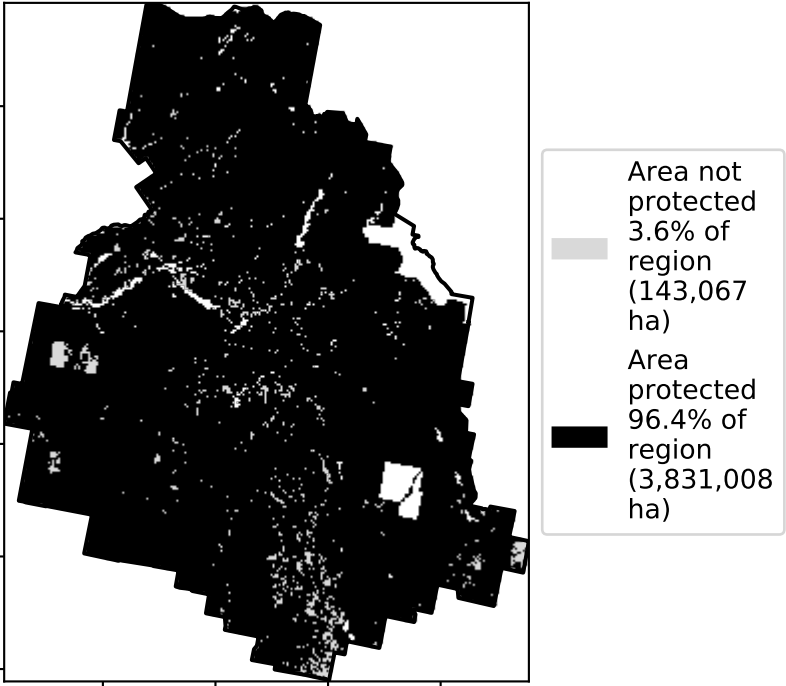 Area not
protected
3.6% of
region
(143,067
ha)
Area
protected
96.4% of
region
(3,831,008
ha)